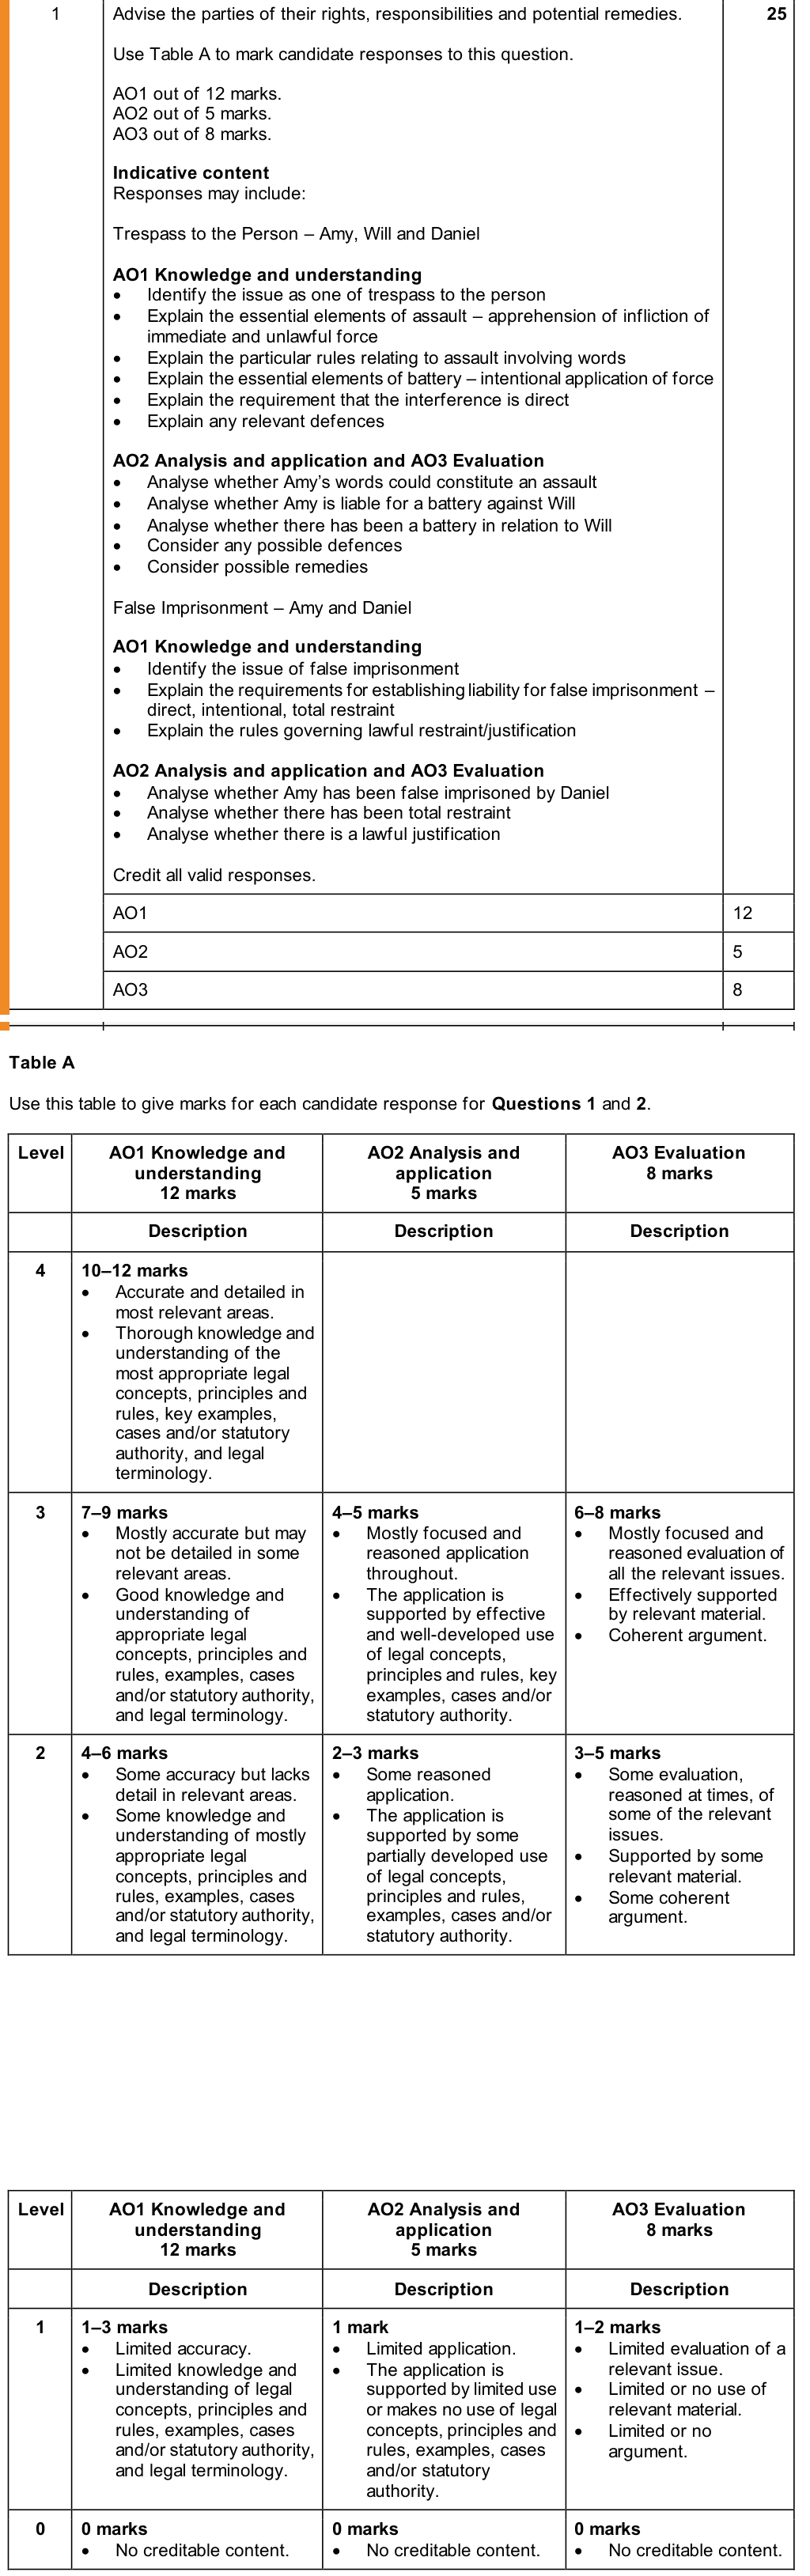 1 Advise the parties of their rights, responsibilities and potential remedies. 25
Use Table A to mark candidate responses to this question.
AO1 out of 12 marks.
AO2 out of 5 marks.
AO3 out of 8 marks.
Indicative content
Responses may include:
Trespass to the Person – Amy, Will and Daniel
AO1 Knowledge and understanding
• Identify the issue as one of trespass to the person
• Explain the essential elements of assault – apprehension of infliction of
immediate and unlawful force
• Explain the particular rules relating to assault involving words
• Explain the essential elements of battery – intentional application of force
• Explain the requirement that the interference is direct
• Explain any relevant defences
AO2 Analysis and application and AO3 Evaluation
• Analyse whether Amy's words could constitute an assault
• Analyse whether Amy is liable for a battery against Will
• Analyse whether there has been a battery in relation to Will
• Consider any possible defences
• Consider possible remedies
False Imprisonment – Amy and Daniel
AO1 Knowledge and understanding
• Identify the issue of false imprisonment
• Explain the requirements for establishing liability for false imprisonment –
direct, intentional, total restraint
• Explain the rules governing lawful restraint/justification
AO2 Analysis and application and AO3 Evaluation
• Analyse whether Amy has been false imprisoned by Daniel
• Analyse whether there has been total restraint
• Analyse whether there is a lawful justification
Credit all valid responses.
AO1 12
AO2 5
AO3 8
Table A
Use this table to give marks for each candidate response for Questions 1 and 2.
Level
AO1 Knowledge and
understanding
12 marks
AO2 Analysis and
application
5 marks
AO3 Evaluation
8 marks
Description Description Description
4
10–12 marks
• Accurate and detailed in
most relevant areas.
• Thorough knowledge and
understanding of the
most appropriate legal
concepts, principles and
rules, key examples,
cases and/or statutory
authority, and legal
terminology.
3
7–9 marks
• Mostly accurate but may
not be detailed in some
relevant areas.
• Good knowledge and
understanding of
appropriate legal
concepts, principles and
rules, examples, cases
and/or statutory authority,
and legal terminology.
4–5 marks
• Mostly focused and
reasoned application
throughout.
• The application is
supported by effective
and well-developed use
of legal concepts,
principles and rules, key
examples, cases and/or
statutory authority.
6–8 marks
• Mostly focused and
reasoned evaluation of
all the relevant issues.
• Effectively supported
by relevant material.
• Coherent argument.
2
4–6 marks
• Some accuracy but lacks
detail in relevant areas.
• Some knowledge and
understanding of mostly
appropriate legal
concepts, principles and
rules, examples, cases
and/or statutory authority,
and legal terminology.
2–3 marks
• Some reasoned
application.
• The application is
supported by some
partially developed use
of legal concepts,
principles and rules,
examples, cases and/or
statutory authority.
3–5 marks
• Some evaluation,
reasoned at times, of
some of the relevant
issues.
• Supported by some
relevant material.
• Some coherent
argument.
Level
AO1 Knowledge and
understanding
12 marks
AO2 Analysis and
application
5 marks
AO3 Evaluation
8 marks
Description Description Description
1
1–3 marks
• Limited accuracy.
• Limited knowledge and
understanding of legal
concepts, principles and
rules, examples, cases
and/or statutory authority,
and legal terminology.
1 mark
• Limited application.
• The application is
supported by limited use
or makes no use of legal
concepts, principles and
rules, examples, cases
and/or statutory
authority.
1–2 marks
• Limited evaluation of a
relevant issue.
• Limited or no use of
relevant material.
• Limited or no
argument.
0
0 marks
• No creditable content.
0 marks
• No creditable content.
0 marks
• No creditable content.